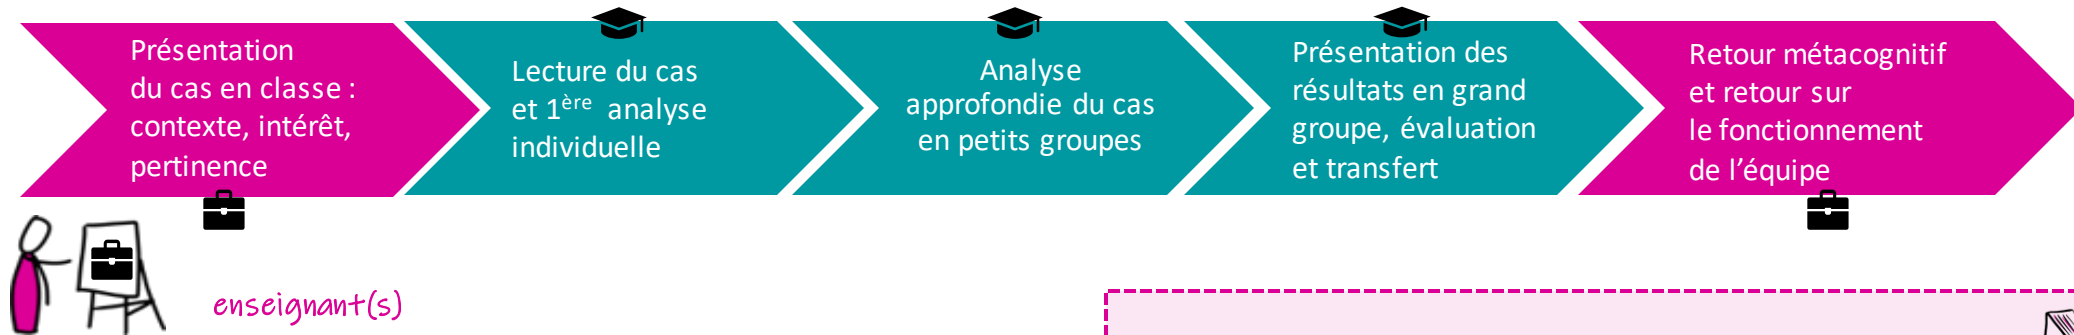 Présentation
du cas en classe :
contexte, intérêt,
pertinence
Lecture du cas
et 1ère analyse
individuelle
Analyse
approfondie du cas
en petits groupes
Présentation des
résultats en grand
groupe, évaluation
et transfert
Retour métacognitif
et retour sur
le fonctionnement
de l'équipe
enseignant(s)